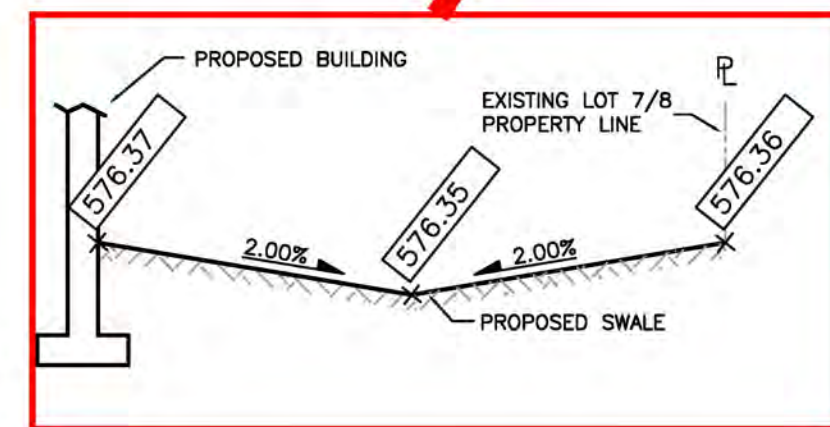 PROPOSED BUILDING
EXISTING LOT 7/8
PROPERTY LINE
PL
576.37
576.35
576.36
2.00%
2.00%
PROPOSED SWALE